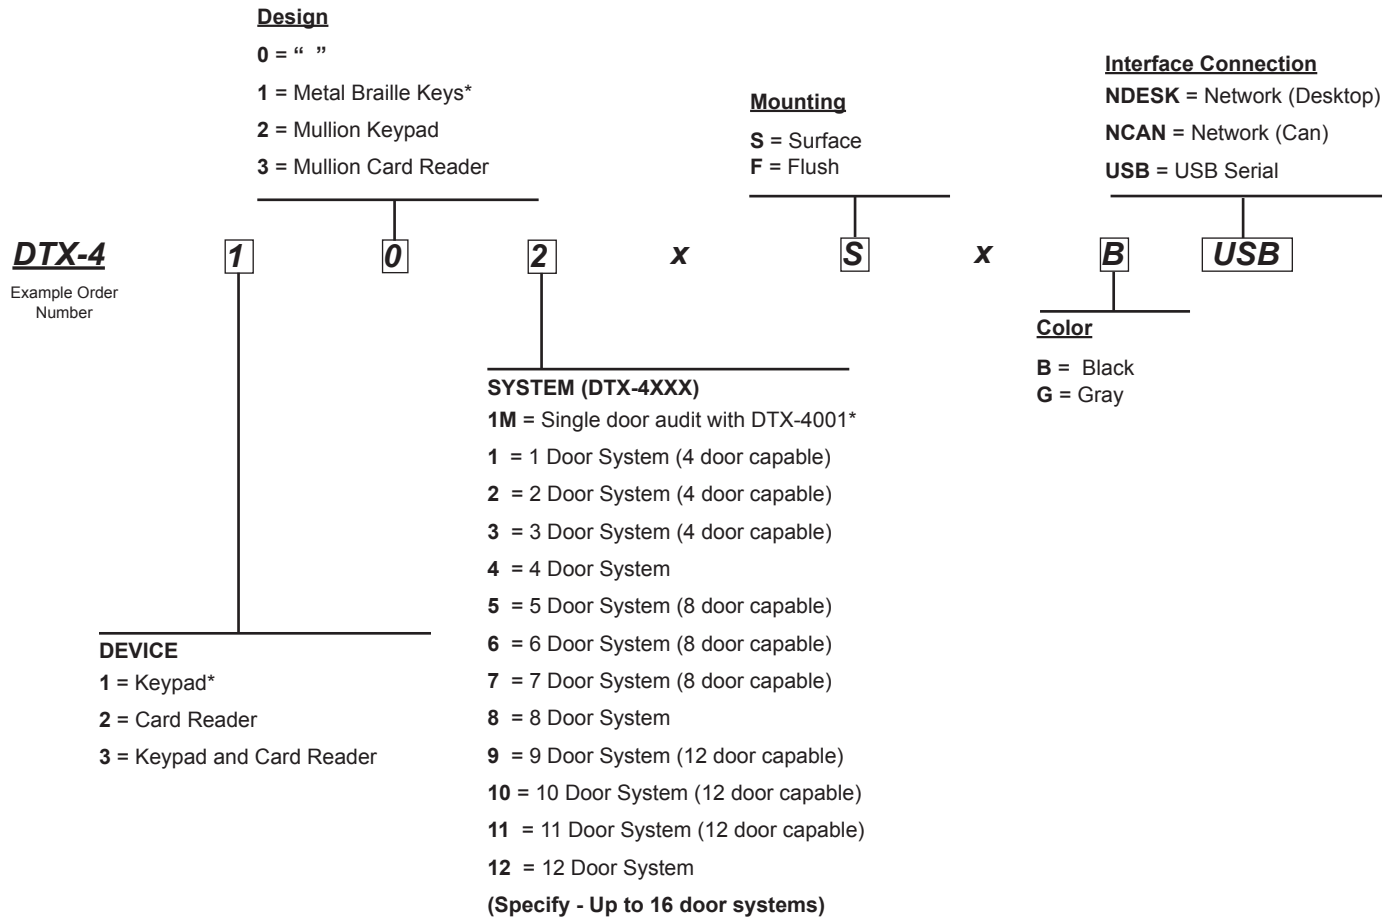 Design
0 = “ ”
1 = Metal Braille Keys*
2 = Mullion Keypad
3 = Mullion Card Reader
Mounting
S = Surface
F = Flush
Interface Connection
NDESK = Network (Desktop)
NCAN = Network (Can)
USB = USB Serial
DTX-4 1 0 2 x S x B USB
Example Order
Number
Color
B = Black
G = Gray
SYSTEM (DTX-4XXX)
1M = Single door audit with DTX-4001*
1 = 1 Door System (4 door capable)
2 = 2 Door System (4 door capable)
3 = 3 Door System (4 door capable)
4 = 4 Door System
5 = 5 Door System (8 door capable)
6 = 6 Door System (8 door capable)
7 = 7 Door System (8 door capable)
8 = 8 Door System
9 = 9 Door System (12 door capable)
10 = 10 Door System (12 door capable)
11 = 11 Door System (12 door capable)
12 = 12 Door System
(Specify - Up to 16 door systems)
DEVICE
1 = Keypad*
2 = Card Reader
3 = Keypad and Card Reader